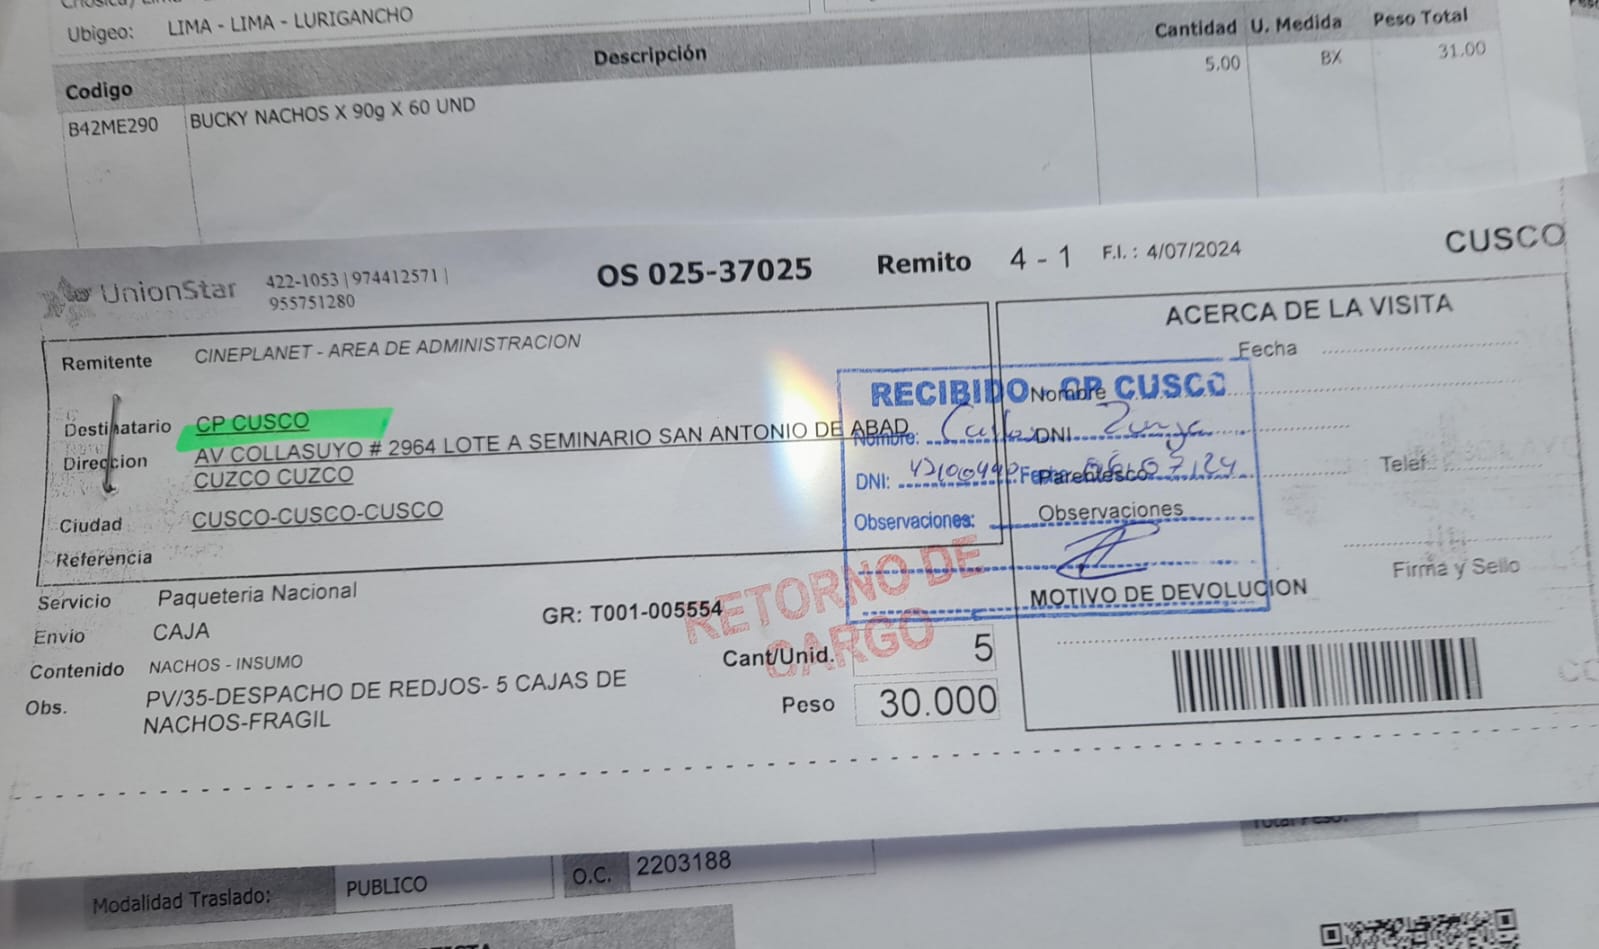 Ubigeo: LIMA - LIMA - LURIGANCHO
Codigo Descripción Cantidad U. Medida Peso Total
B42ME290 BUCKY NACHOS X 90g X 60 UND 5.00 BX 31.00
UnionStar 422-1053 | 974412571 |
955751280
OS 025-37025 Remito 4 - 1 F.I. : 4/07/2024 CUSCO
Remitente CINEPLANET - AREA DE ADMINISTRACION
Destinatario CP CUSCO
Direccion AV COLLASUYO # 2964 LOTE A SEMINARIO SAN ANTONIO DE ABAD
CUZCO CUZCO
Ciudad CUSCO-CUSCO-CUSCO
Referencia
ACERCA DE LA VISITA
Fecha
Nombre
DNI
Parentesco Telef.
Observaciones
Firma y Sello
MOTIVO DE DEVOLUCION
RECIBIDO CP CUSCO
Nombre:
DNI:
Observaciones:
RETORNO DE
CARGO
Servicio Paqueteria Nacional
Envio CAJA GR: T001-005554
Contenido NACHOS - INSUMO Cant/Unid. 5
Obs. PV/35-DESPACHO DE REDJOS- 5 CAJAS DE
NACHOS-FRAGIL
Peso 30.000
Total Peso:
Modalidad Traslado: PUBLICO O.C. 2203188